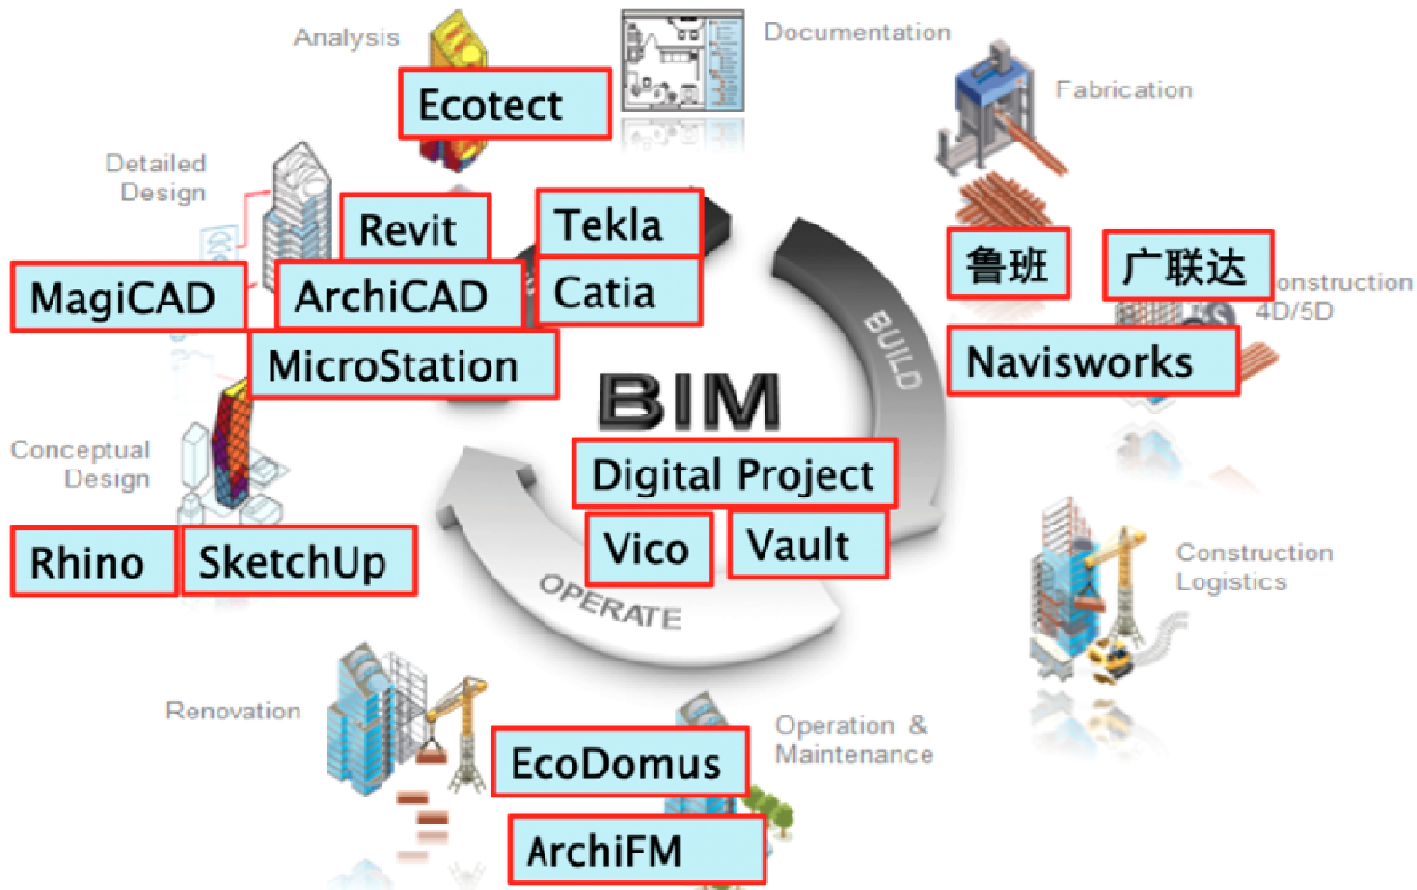 Analysis
Documentation
Ecotect
Fabrication
Detailed
Design
Revit
Tekla
鲁班
广联达
MagiCAD
ArchiCAD
Catia
onstruction
4D/5D
MicroStation
BUILD
Navisworks
BIM
Conceptual
Design
Digital Project
Rhino
SketchUp
Vico
Vault
Construction
Logistics
OPERATE
Renovation
Operation &
Maintenance
EcoDomus
ArchiFM